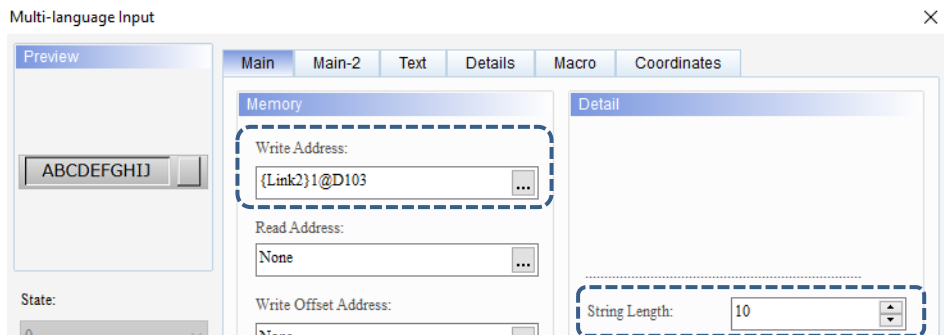 Multi-language Input
Preview
ABCDEFGHIJ
State:
0
Main Main-2 Text Details Macro Coordinates
Memory
Write Address:
{Link2}1@D103
...
Read Address:
None
...
Write Offset Address:
None
Detail
String Length: 10